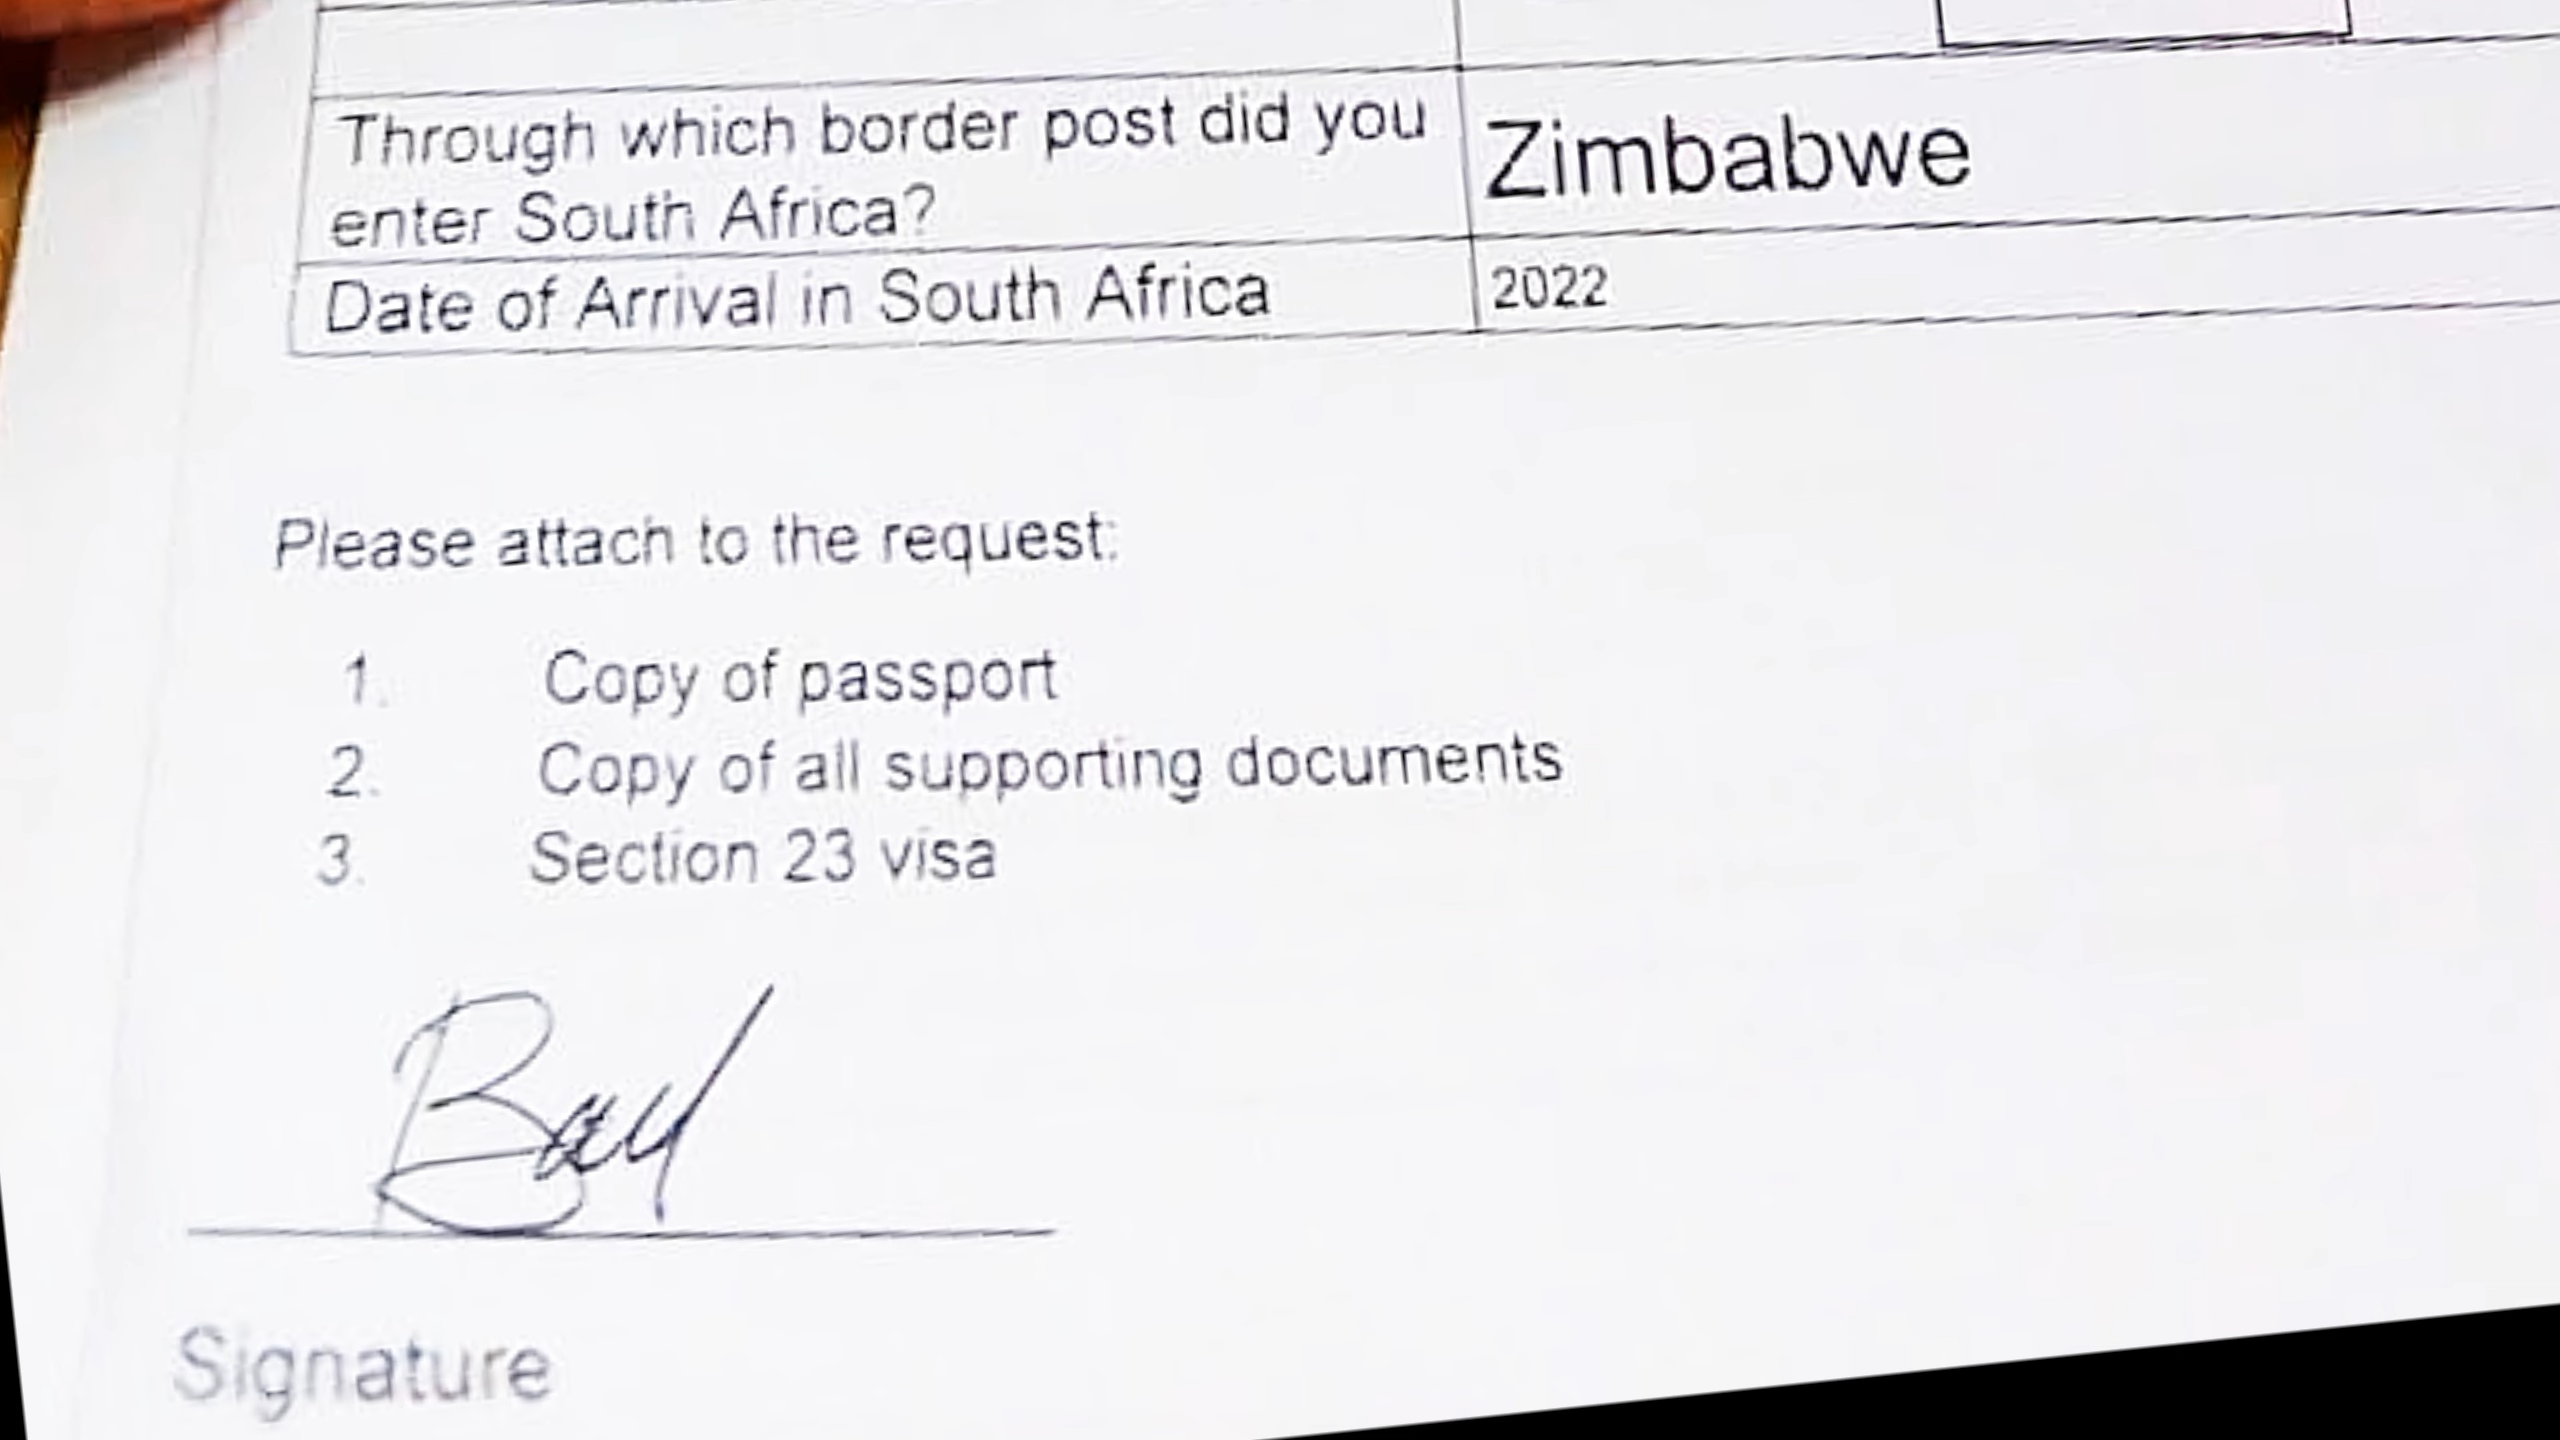 Through which border post did you
enter South Africa?
Zimbabwe
Date of Arrival in South Africa
2022
Please attach to the request:
1. Copy of passport
2. Copy of all supporting documents
3. Section 23 visa
Signature